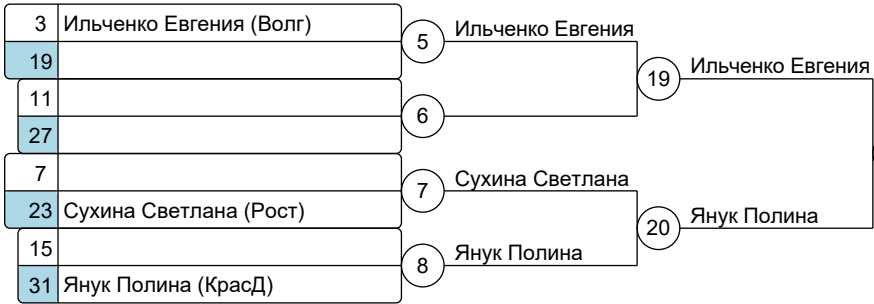 3 Ильченко Евгения (Волг)
19
5 Ильченко Евгения
11
27
6
19 Ильченко Евгения
7
23 Сухина Светлана (Рост)
7 Сухина Светлана
15
31 Янук Полина (КрасД)
8 Янук Полина
20 Янук Полина